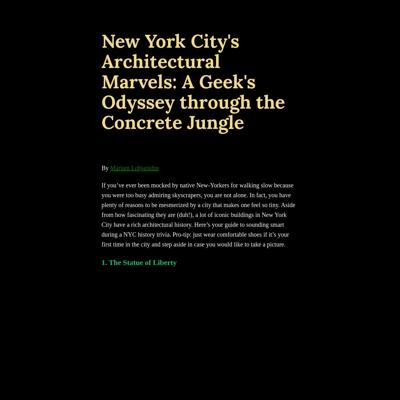 New York City's
Architectural
Marvels: A Geek's
Odyssey through the
Concrete Jungle
By Mariam Lobjanidze
If you've ever been mocked by native New-Yorkers for walking slow because
you were too busy admiring skyscrapers, you are not alone. In fact, you have
plenty of reasons to be mesmerized by a city that makes one feel so tiny. Aside
from how fascinating they are (duh!), a lot of iconic buildings in New York
City have a rich architectural history. Here's your guide to sounding smart
during a NYC history trivia. Pro-tip: just wear comfortable shoes if it's your
first time in the city and step aside in case you would like to take a picture.
1. The Statue of Liberty